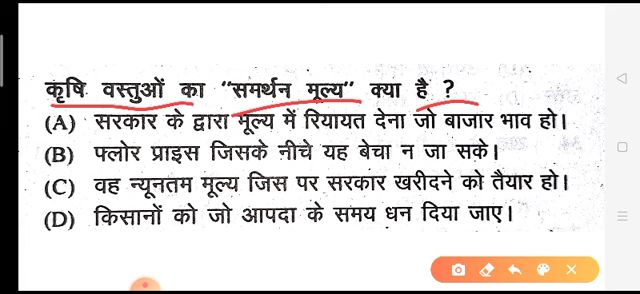 कृषि वस्तुओं का “समर्थन मूल्य” क्या है ?
(A) सरकार के द्वारा मूल्य में रियायत देना जो बाजार भाव हो।
(B) फ्लोर प्राइस जिसके नीचे यह बेचा न जा सके।
(C) वह न्यूनतम मूल्य जिस पर सरकार खरीदने को तैयार हो।
(D) किसानों को जो आपदा के समय धन दिया जाए।